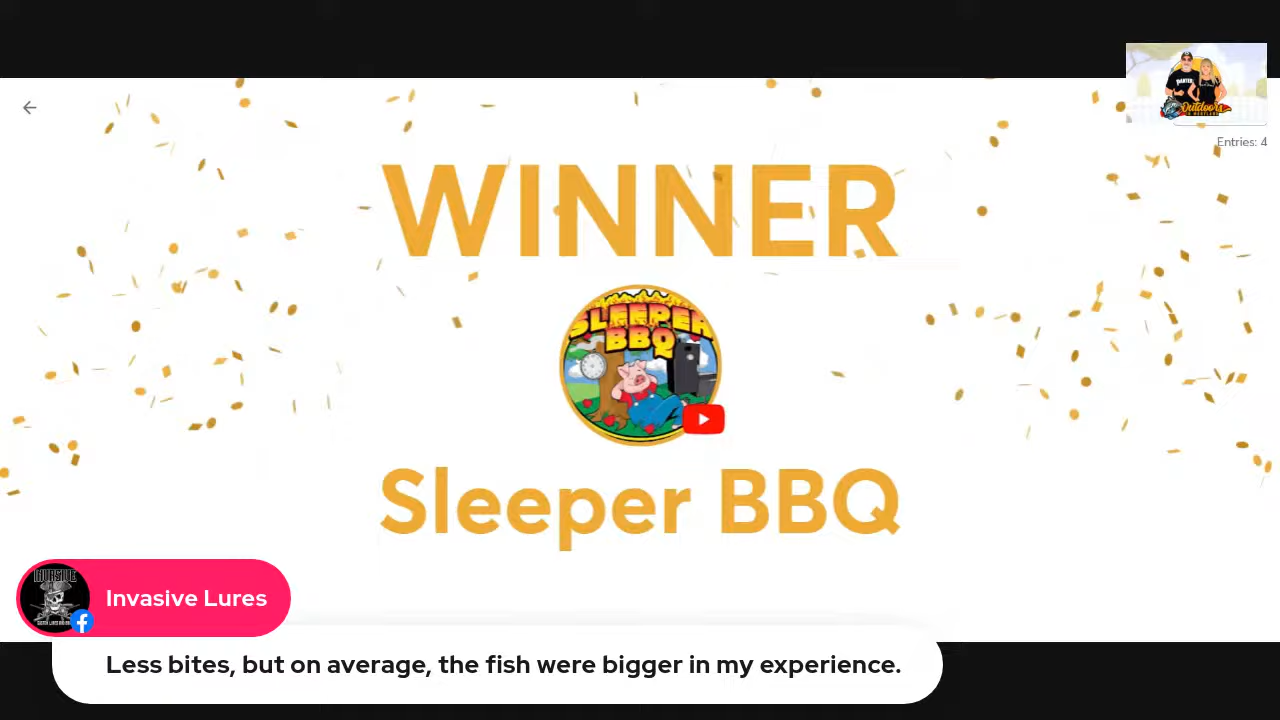 Outdoors
Entries: 4
WINNER
SLEEPER
BBQ
Sleeper BBQ
Invasive Lures
Less bites, but on average, the fish were bigger in my experience.